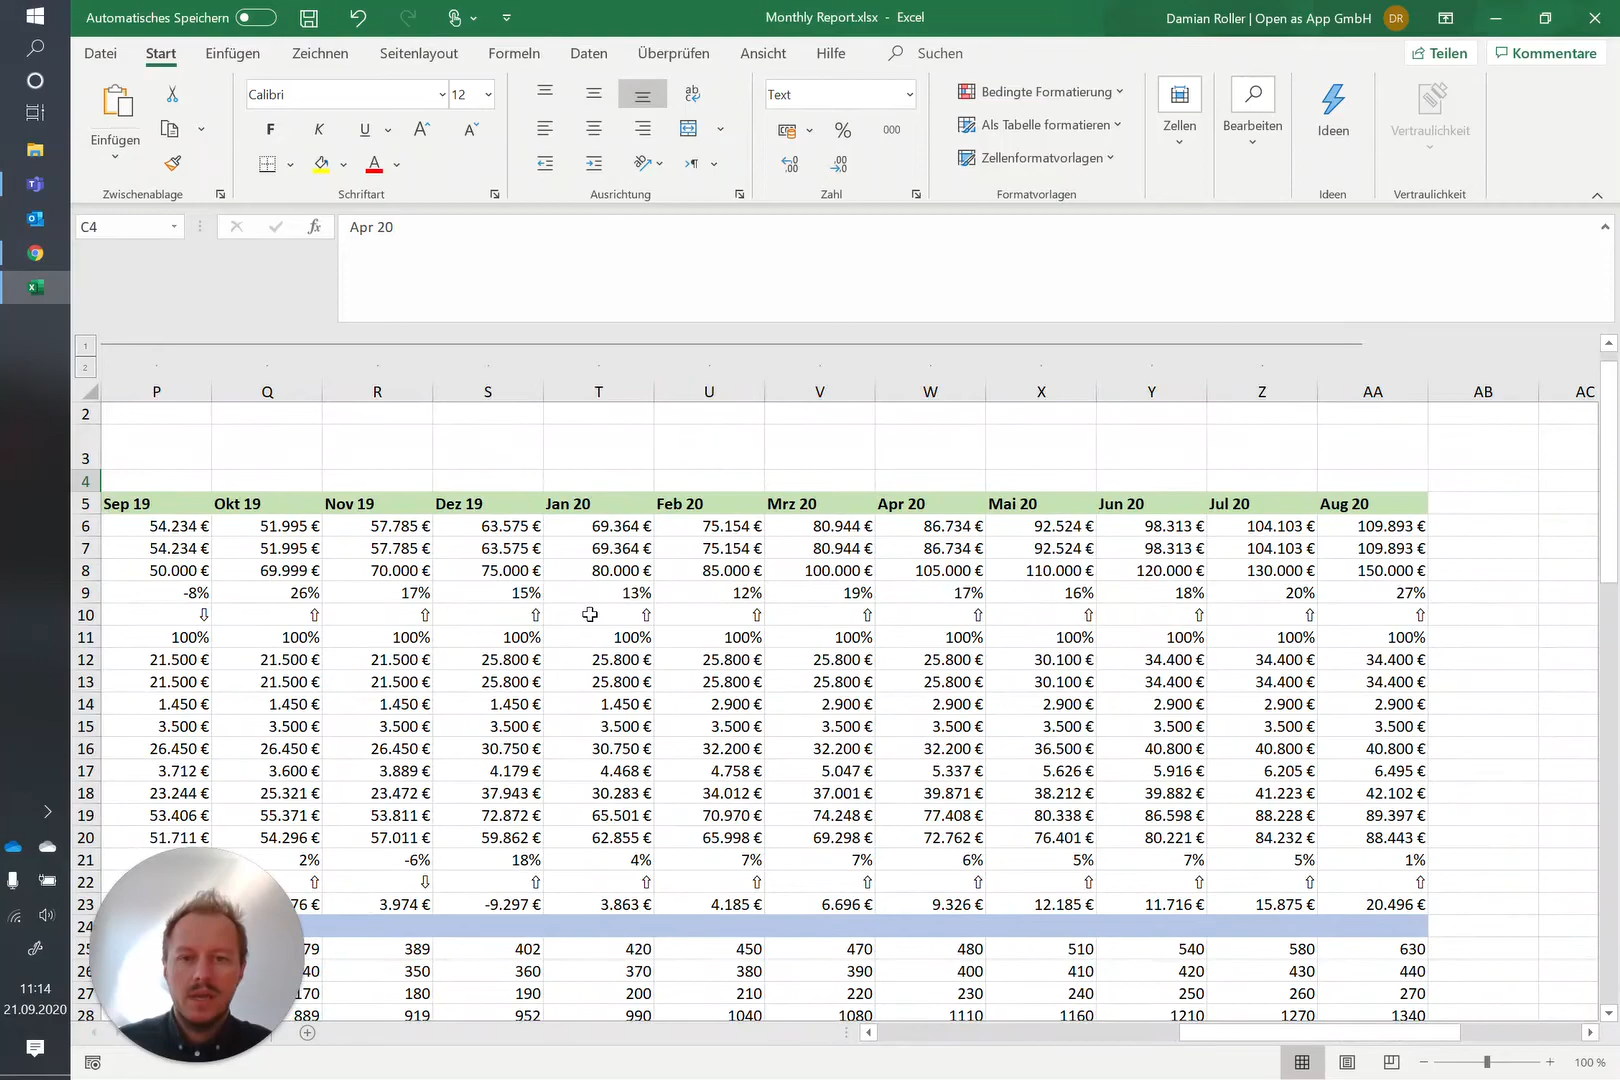 Automatisches Speichern
Monthly Report.xlsx - Excel
Damian Roller | Open as App GmbH
DR
Datei Start Einfügen Zeichnen Seitenlayout Formeln Daten Überprüfen Ansicht Hilfe Suchen
Teilen Kommentare
Einfügen
Zwischenablage
Calibri 12
F K U A A
A
Schriftart
ab
Ausrichtung
Text
% 000
Zahl
Bedingte Formatierung
Als Tabelle formatieren
Zellenformatvorlagen
Formatvorlagen
Zellen
Bearbeiten
Ideen
Ideen
Vertraulichkeit
Vertraulichkeit
C4 fx Apr 20
1
2
P Q R S T U V W X Y Z AA AB AC
2
3
4
5 Sep 19 Okt 19 Nov 19 Dez 19 Jan 20 Feb 20 Mrz 20 Apr 20 Mai 20 Jun 20 Jul 20 Aug 20
6 54.234 € 51.995 € 57.785 € 63.575 € 69.364 € 75.154 € 80.944 € 86.734 € 92.524 € 98.313 € 104.103 € 109.893 €
7 54.234 € 51.995 € 57.785 € 63.575 € 69.364 € 75.154 € 80.944 € 86.734 € 92.524 € 98.313 € 104.103 € 109.893 €
8 50.000 € 69.999 € 70.000 € 75.000 € 80.000 € 85.000 € 100.000 € 105.000 € 110.000 € 120.000 € 130.000 € 150.000 €
9 -8% 26% 17% 15% 13% 12% 19% 17% 16% 18% 20% 27%
10 ⇩ ⇧ ⇧ ⇧ ⇧ ⇧ ⇧ ⇧ ⇧ ⇧ ⇧ ⇧
11 100% 100% 100% 100% 100% 100% 100% 100% 100% 100% 100% 100%
12 21.500 € 21.500 € 21.500 € 25.800 € 25.800 € 25.800 € 25.800 € 25.800 € 30.100 € 34.400 € 34.400 € 34.400 €
13 21.500 € 21.500 € 21.500 € 25.800 € 25.800 € 25.800 € 25.800 € 25.800 € 30.100 € 34.400 € 34.400 € 34.400 €
14 1.450 € 1.450 € 1.450 € 1.450 € 1.450 € 2.900 € 2.900 € 2.900 € 2.900 € 2.900 € 2.900 € 2.900 €
15 3.500 € 3.500 € 3.500 € 3.500 € 3.500 € 3.500 € 3.500 € 3.500 € 3.500 € 3.500 € 3.500 € 3.500 €
16 26.450 € 26.450 € 26.450 € 30.750 € 30.750 € 32.200 € 32.200 € 32.200 € 36.500 € 40.800 € 40.800 € 40.800 €
17 3.712 € 3.600 € 3.889 € 4.179 € 4.468 € 4.758 € 5.047 € 5.337 € 5.626 € 5.916 € 6.205 € 6.495 €
18 23.244 € 25.321 € 23.472 € 37.943 € 30.283 € 34.012 € 37.001 € 39.871 € 38.212 € 39.882 € 41.223 € 42.102 €
19 53.406 € 55.371 € 53.811 € 72.872 € 65.501 € 70.970 € 74.248 € 77.408 € 80.338 € 86.598 € 88.228 € 89.397 €
20 51.711 € 54.296 € 57.011 € 59.862 € 62.855 € 65.998 € 69.298 € 72.762 € 76.401 € 80.221 € 84.232 € 88.443 €
21 2% -6% 18% 4% 7% 7% 6% 5% 7% 5% 1%
22 ⇧ ⇩ ⇧ ⇧ ⇧ ⇧ ⇧ ⇧ ⇧ ⇧ ⇧
23 76 € 3.974 € -9.297 € 3.863 € 4.185 € 6.696 € 9.326 € 12.185 € 11.716 € 15.875 € 20.496 €
24
25 79 389 402 420 450 470 480 510 540 580 630
26 40 350 360 370 380 390 400 410 420 430 440
27 170 180 190 200 210 220 230 240 250 260 270
28 889 919 952 990 1040 1080 1110 1160 1210 1270 1340
11:14
21.09.2020
100 %